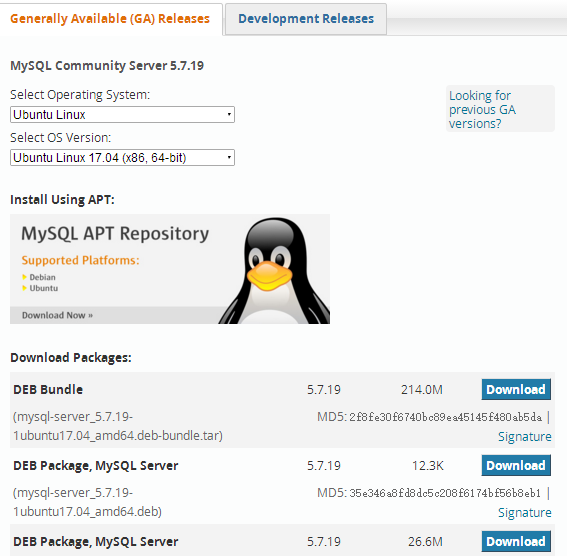 Generally Available (GA) Releases
Development Releases
MySQL Community Server 5.7.19
Select Operating System:
Looking for
previous GA
versions?
Ubuntu Linux
Select OS Version:
Ubuntu Linux 17.04 (x86, 64-bit)
Install Using APT:
MySQL APT Repository
Supported Platforms:
Debian
Ubuntu
Download Now »
Download Packages:
DEB Bundle 5.7.19 214.0M Download
(mysql-server_5.7.19- MD5: 2f8fe30f6740bc89ea45145f480ab5da |
1ubuntu17.04_amd64.deb-bundle.tar) Signature
DEB Package, MySQL Server 5.7.19 12.3K Download
(mysql-server_5.7.19- MD5: 35e346a8fd8dc5c208f6174bf56b8eb1 |
1ubuntu17.04_amd64.deb) Signature
DEB Package, MySQL Server 5.7.19 26.6M Download